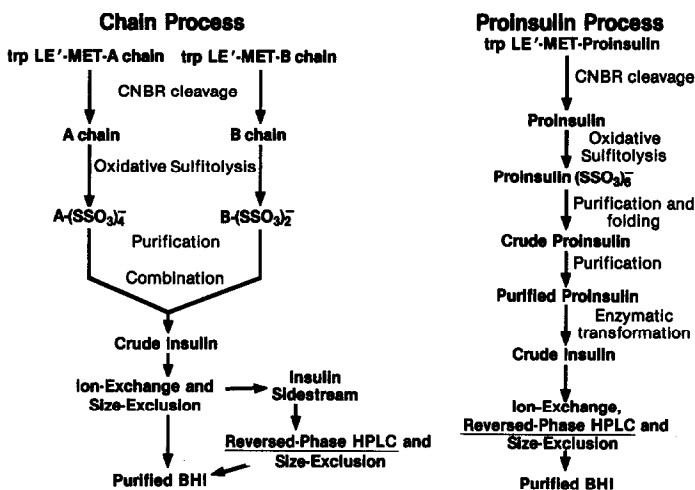 Chain Process
trp LE′-MET-A chain trp LE′-MET-B chain
CNBR cleavage
A chain B chain
Oxidative Sulfitolysis
A-(SSO₃)₄⁻ B-(SSO₃)₂⁻
Purification
Combination
Crude Insulin
Ion-Exchange and
Size-Exclusion
Insulin
Sidestream
Reversed-Phase HPLC and
Size-Exclusion
Purified BHI
Proinsulin Process
trp LE′-MET-Proinsulin
CNBR cleavage
Proinsulin
Oxidative
Sulfitolysis
Proinsulin (SSO₃)₆⁻
Purification and
folding
Crude Proinsulin
Purification
Purified Proinsulin
Enzymatic
transformation
Crude Insulin
Ion-Exchange,
Reversed-Phase HPLC and
Size-Exclusion
Purified BHI